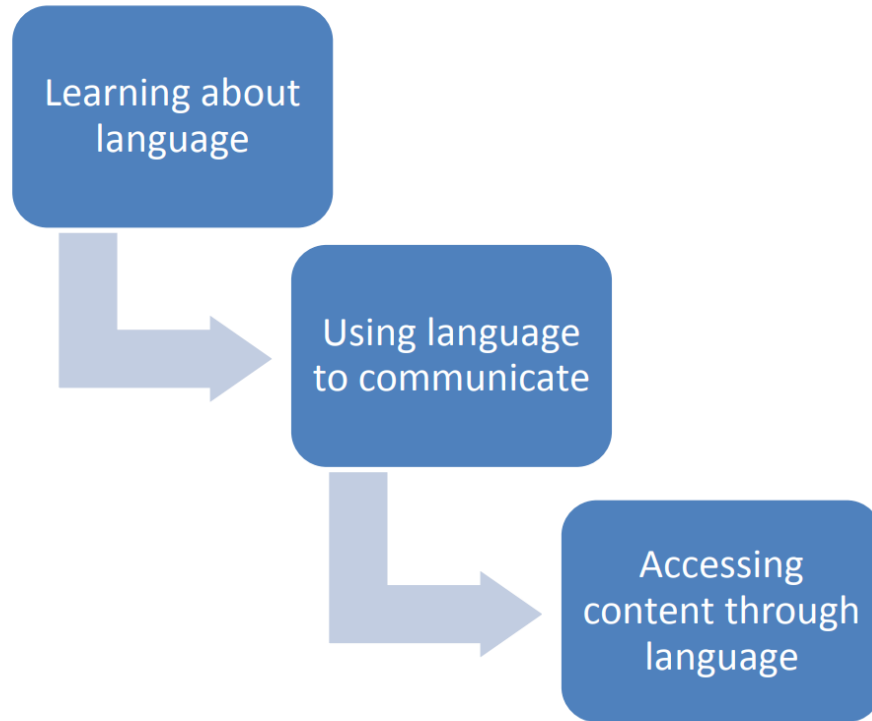 Learning about
language
Using language
to communicate
Accessing
content through
language